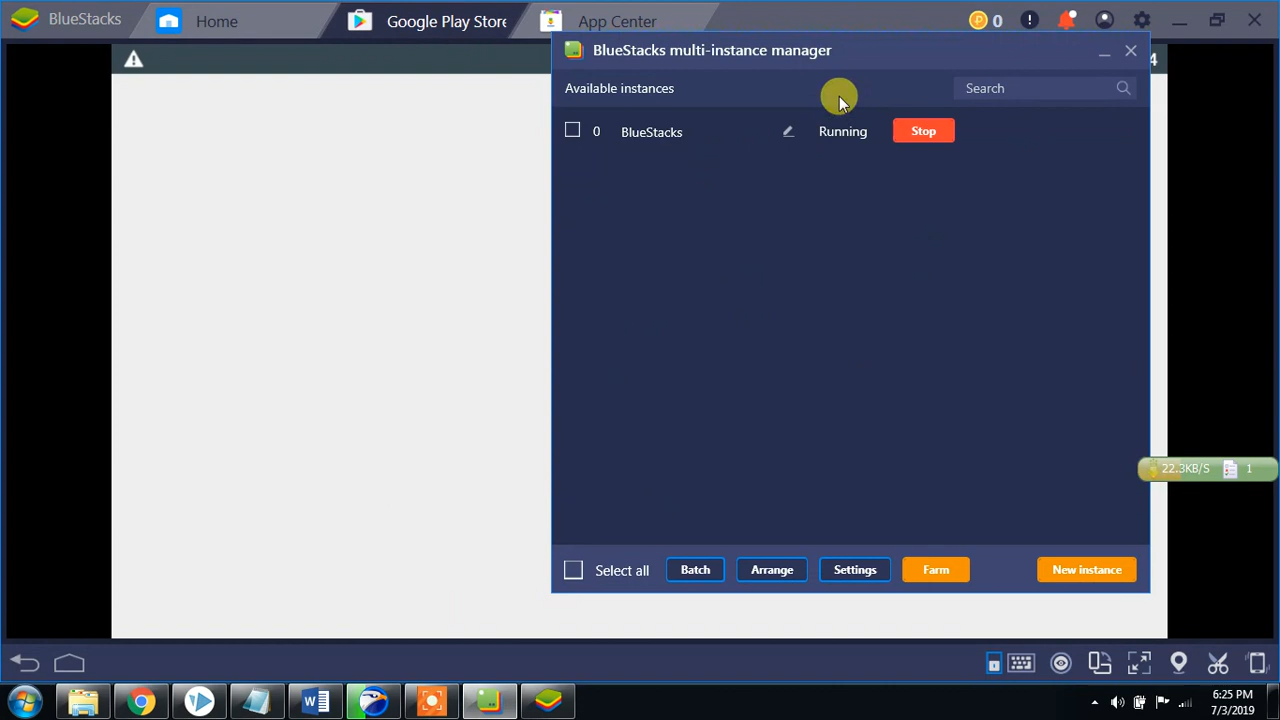 BlueStacks
Home
Google Play Store
App Center
P 0
BlueStacks multi-instance manager
4
Available instances
Search
0 BlueStacks Running Stop
22.3KB/S 1
Select all Batch Arrange Settings Farm New instance
6:25 PM
7/3/2019